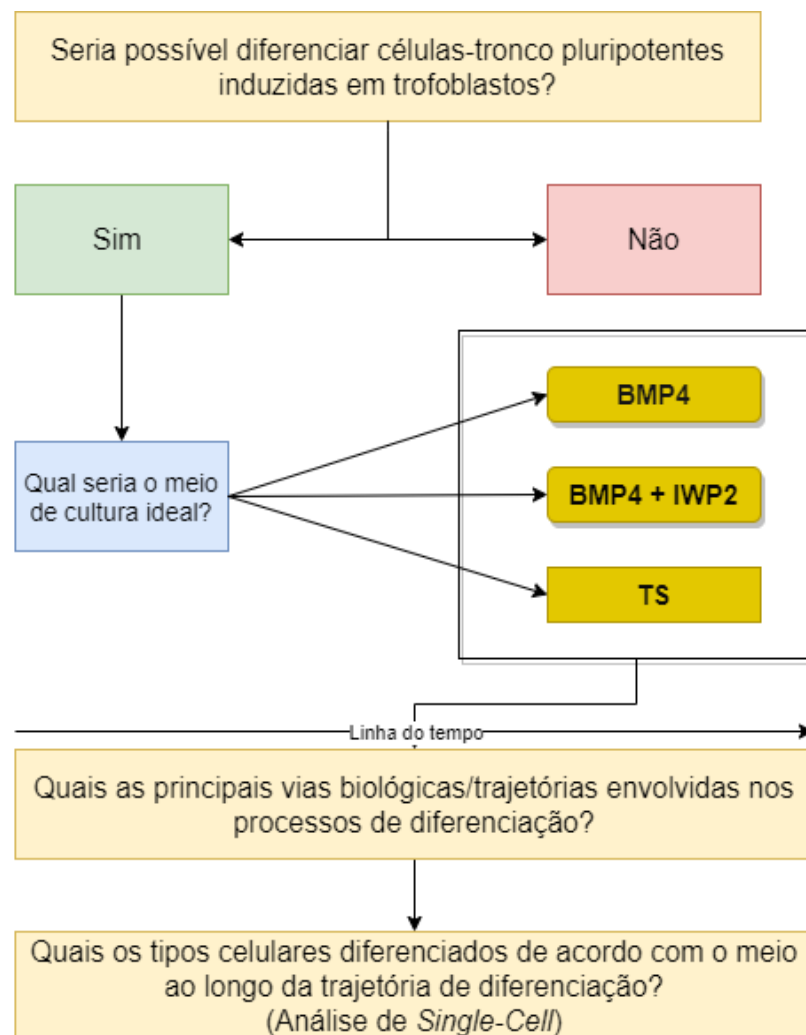 Seria possível diferenciar células-tronco pluripotentes
induzidas em trofoblastos?
Sim
Não
BMP4
Qual seria o meio
de cultura ideal?
BMP4 + IWP2
TS
Linha do tempo
Quais as principais vias biológicas/trajetórias envolvidas nos
processos de diferenciação?
Quais os tipos celulares diferenciados de acordo com o meio
ao longo da trajetória de diferenciação?
(Análise de Single-Cell)